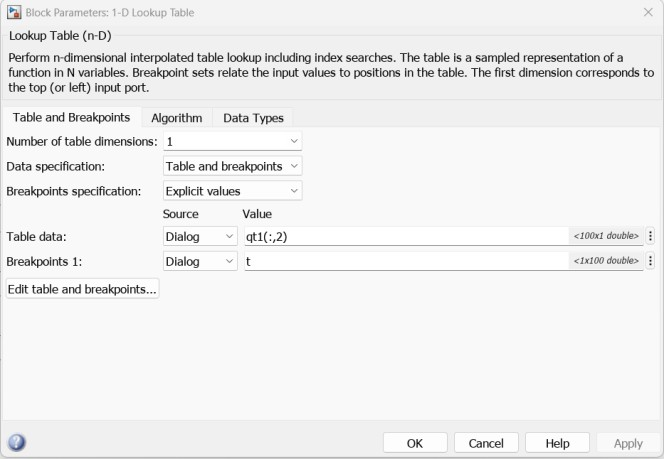 Block Parameters: 1-D Lookup Table
Lookup Table (n-D)
Perform n-dimensional interpolated table lookup including index searches. The table is a sampled representation of a
function in N variables. Breakpoint sets relate the input values to positions in the table. The first dimension corresponds to
the top (or left) input port.
Table and Breakpoints Algorithm Data Types
Number of table dimensions: 1
Data specification: Table and breakpoints
Breakpoints specification: Explicit values
Source Value
Table data: Dialog qt1(:,2) <100x1 double>
Breakpoints 1: Dialog t <1x100 double>
Edit table and breakpoints...
OK Cancel Help Apply